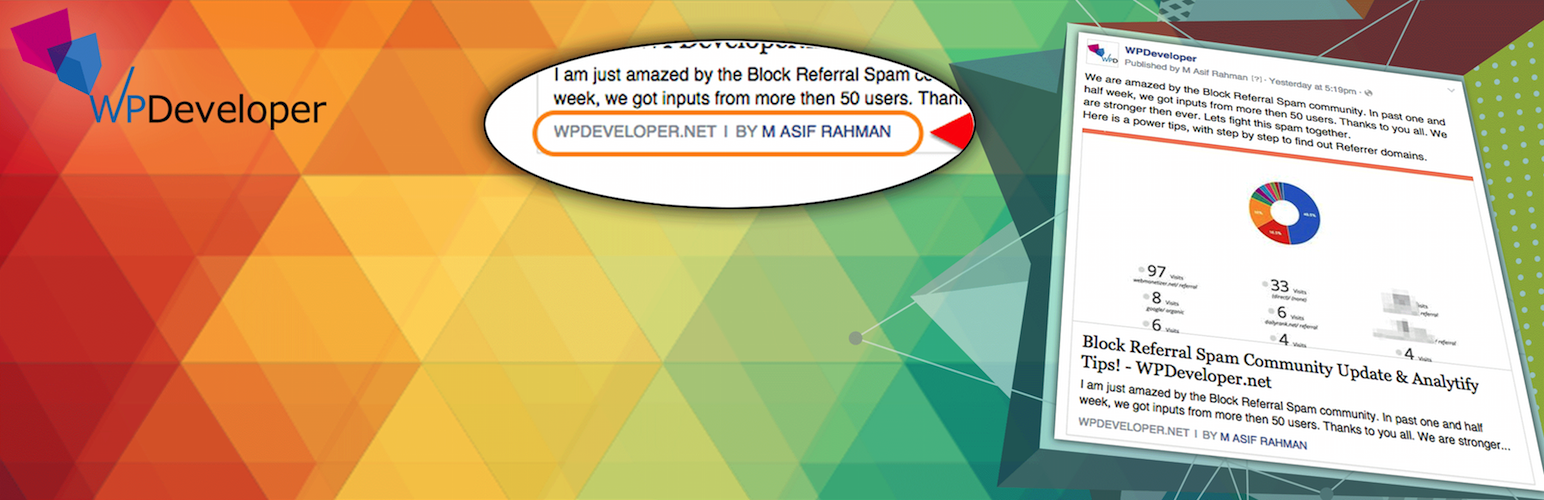 WPDeveloper
WPDeveloper
I am just amazed by the Block Referral Spam
week, we got inputs from more then 50 users.
WPDEVELOPER.NET | BY M ASIF RAHMAN
WPDeveloper
Published by M Asif Rahman [?] · Yesterday at 5:19pm ·
We are amazed by the Block Referral Spam community. In past one and
half week, we got inputs from more then 50 users. Thanks to you all. We
are stronger then ever. Lets fight this spam together.
Here is a power tips, with step by step to find out Referrer domains.
97 Visits
webmonetizer.net/ referral
33 Visits
(direct)/ (none)
8 Visits
google/ organic
6 Visits
dailyrank.net/ referral
referral
6 Visits
4 Visits
4 Visits
referral
Block Referral Spam Community Update & Analytify
Tips! - WPDeveloper.net
I am just amazed by the Block Referral Spam community. In past one and half
week, we got inputs from more then 50 users. Thanks to you all. We are stronger...
WPDEVELOPER.NET | BY M ASIF RAHMAN